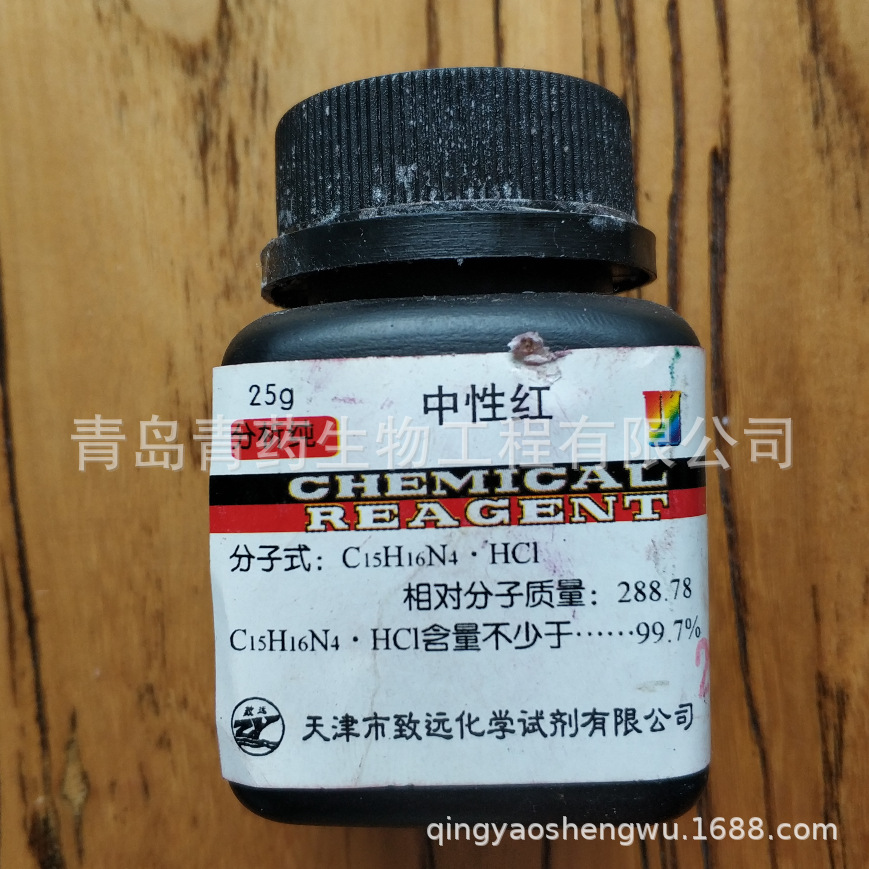 25g
中性红
分析纯
青岛青药生物工程有限公司
CHEMICAL
REAGENT
分子式：C₁₅H₁₆N₄·HCl
相对分子质量：288.78
C₁₅H₁₆N₄·HCl含量不少于……99.7%
致远
ZY
天津市致远化学试剂有限公司
qingyaoshengwu.1688.com